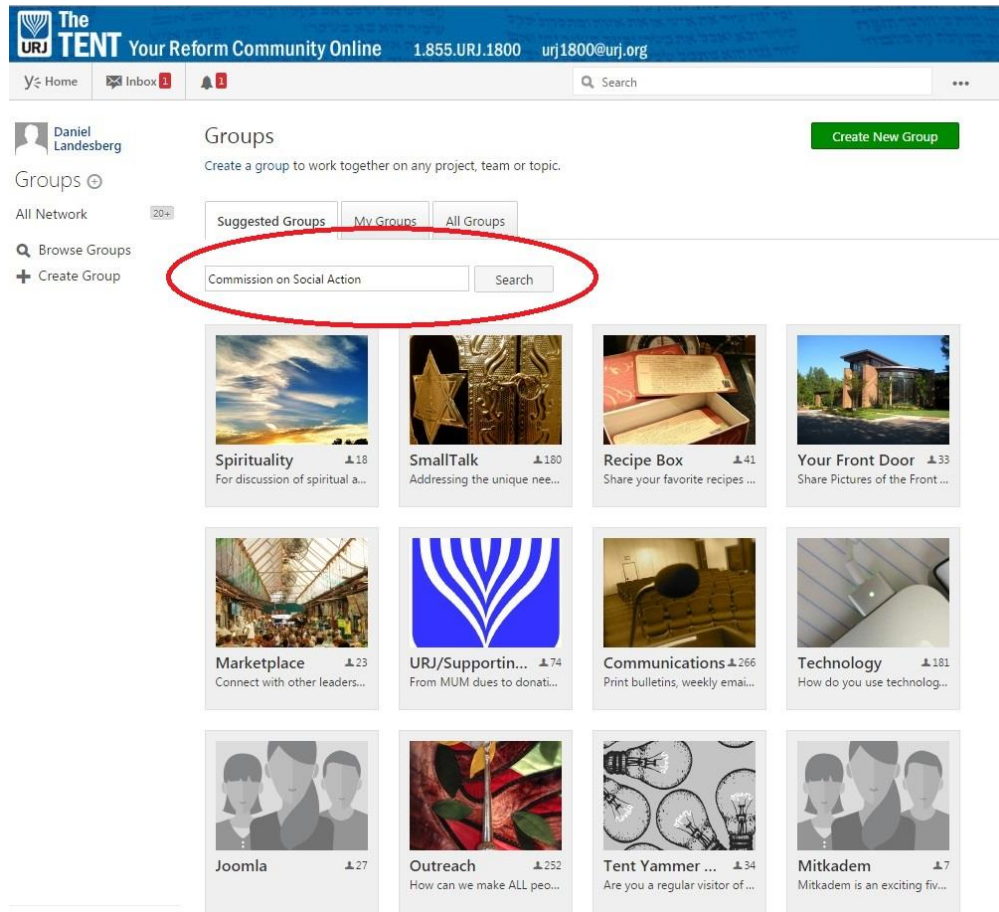 The
URJ TENT Your Reform Community Online 1.855.URJ.1800 urj1800@urj.org
Home Inbox 1 1 Search •••
Daniel
Landesberg
Groups
All Network 20+
Browse Groups
Create Group
Groups
Create New Group
Create a group to work together on any project, team or topic.
Suggested Groups My Groups All Groups
Commission on Social Action Search
Spirituality 18
For discussion of spiritual a...
SmallTalk 180
Addressing the unique nee...
Recipe Box 41
Share your favorite recipes ...
Your Front Door 33
Share Pictures of the Front ...
Marketplace 23
Connect with other leaders...
URJ/Supportin... 74
From MUM dues to donati...
Communications 266
Print bulletins, weekly emai...
Technology 181
How do you use technolog...
Joomla 27
Outreach 252
How can we make ALL peo...
Tent Yammer ... 34
Are you a regular visitor of ...
Mitkadem 7
Mitkadem is an exciting fiv...